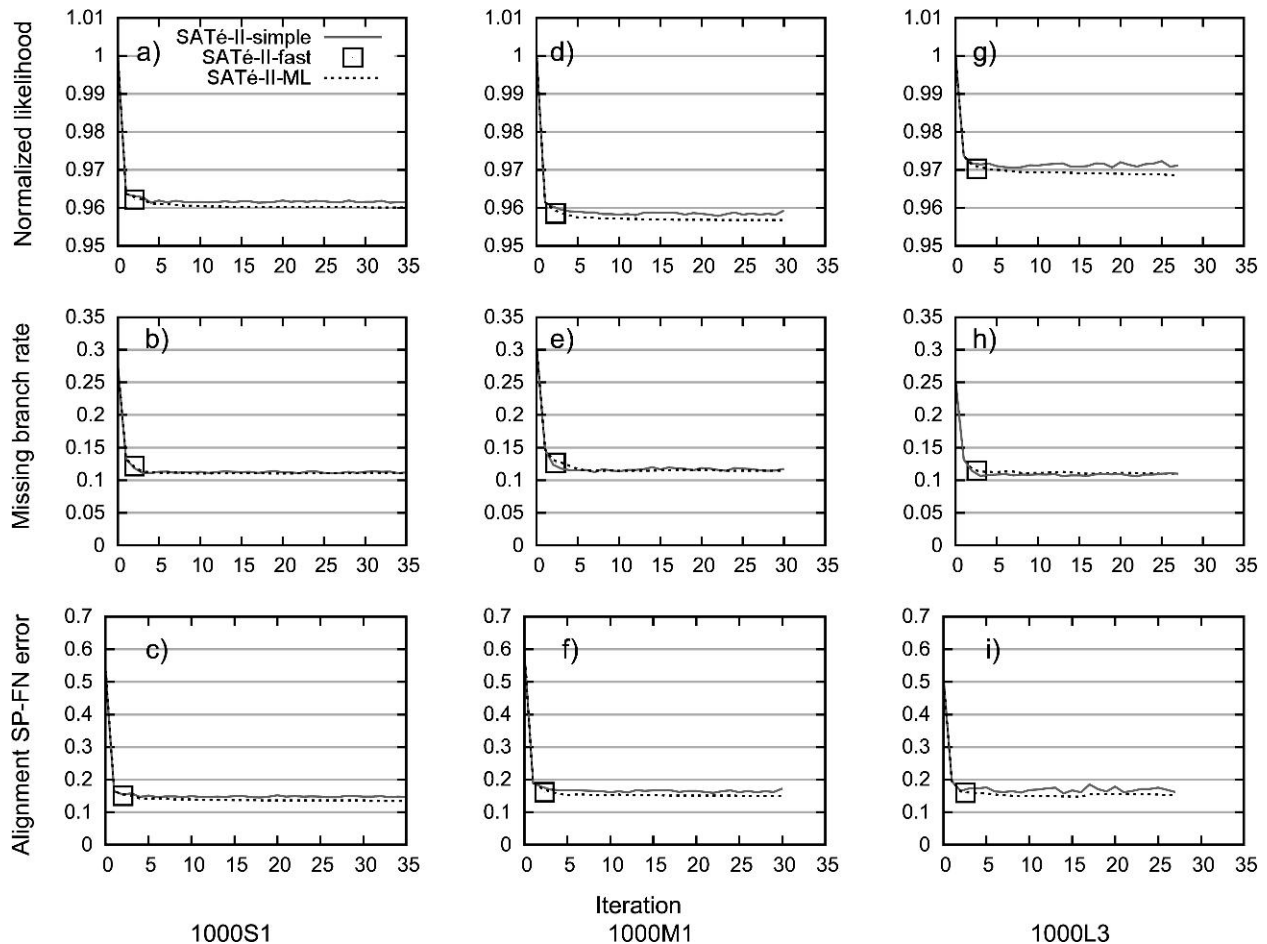 1.01
1
0.99
0.98
0.97
0.96
0.95
Normalized likelihood
a)
SATé-II-simple
SATé-II-fast
SATé-II-ML
0 5 10 15 20 25 30 35
1.01
1
0.99
0.98
0.97
0.96
0.95
d)
0 5 10 15 20 25 30 35
1.01
1
0.99
0.98
0.97
0.96
0.95
g)
0 5 10 15 20 25 30 35
0.35
0.3
0.25
0.2
0.15
0.1
0.05
0
Missing branch rate
b)
0 5 10 15 20 25 30 35
0.35
0.3
0.25
0.2
0.15
0.1
0.05
0
e)
0 5 10 15 20 25 30 35
0.35
0.3
0.25
0.2
0.15
0.1
0.05
0
h)
0 5 10 15 20 25 30 35
0.7
0.6
0.5
0.4
0.3
0.2
0.1
0
Alignment SP-FN error
c)
0 5 10 15 20 25 30 35
0.7
0.6
0.5
0.4
0.3
0.2
0.1
0
f)
0 5 10 15 20 25 30 35
0.7
0.6
0.5
0.4
0.3
0.2
0.1
0
i)
0 5 10 15 20 25 30 35
Iteration
1000S1 1000M1 1000L3